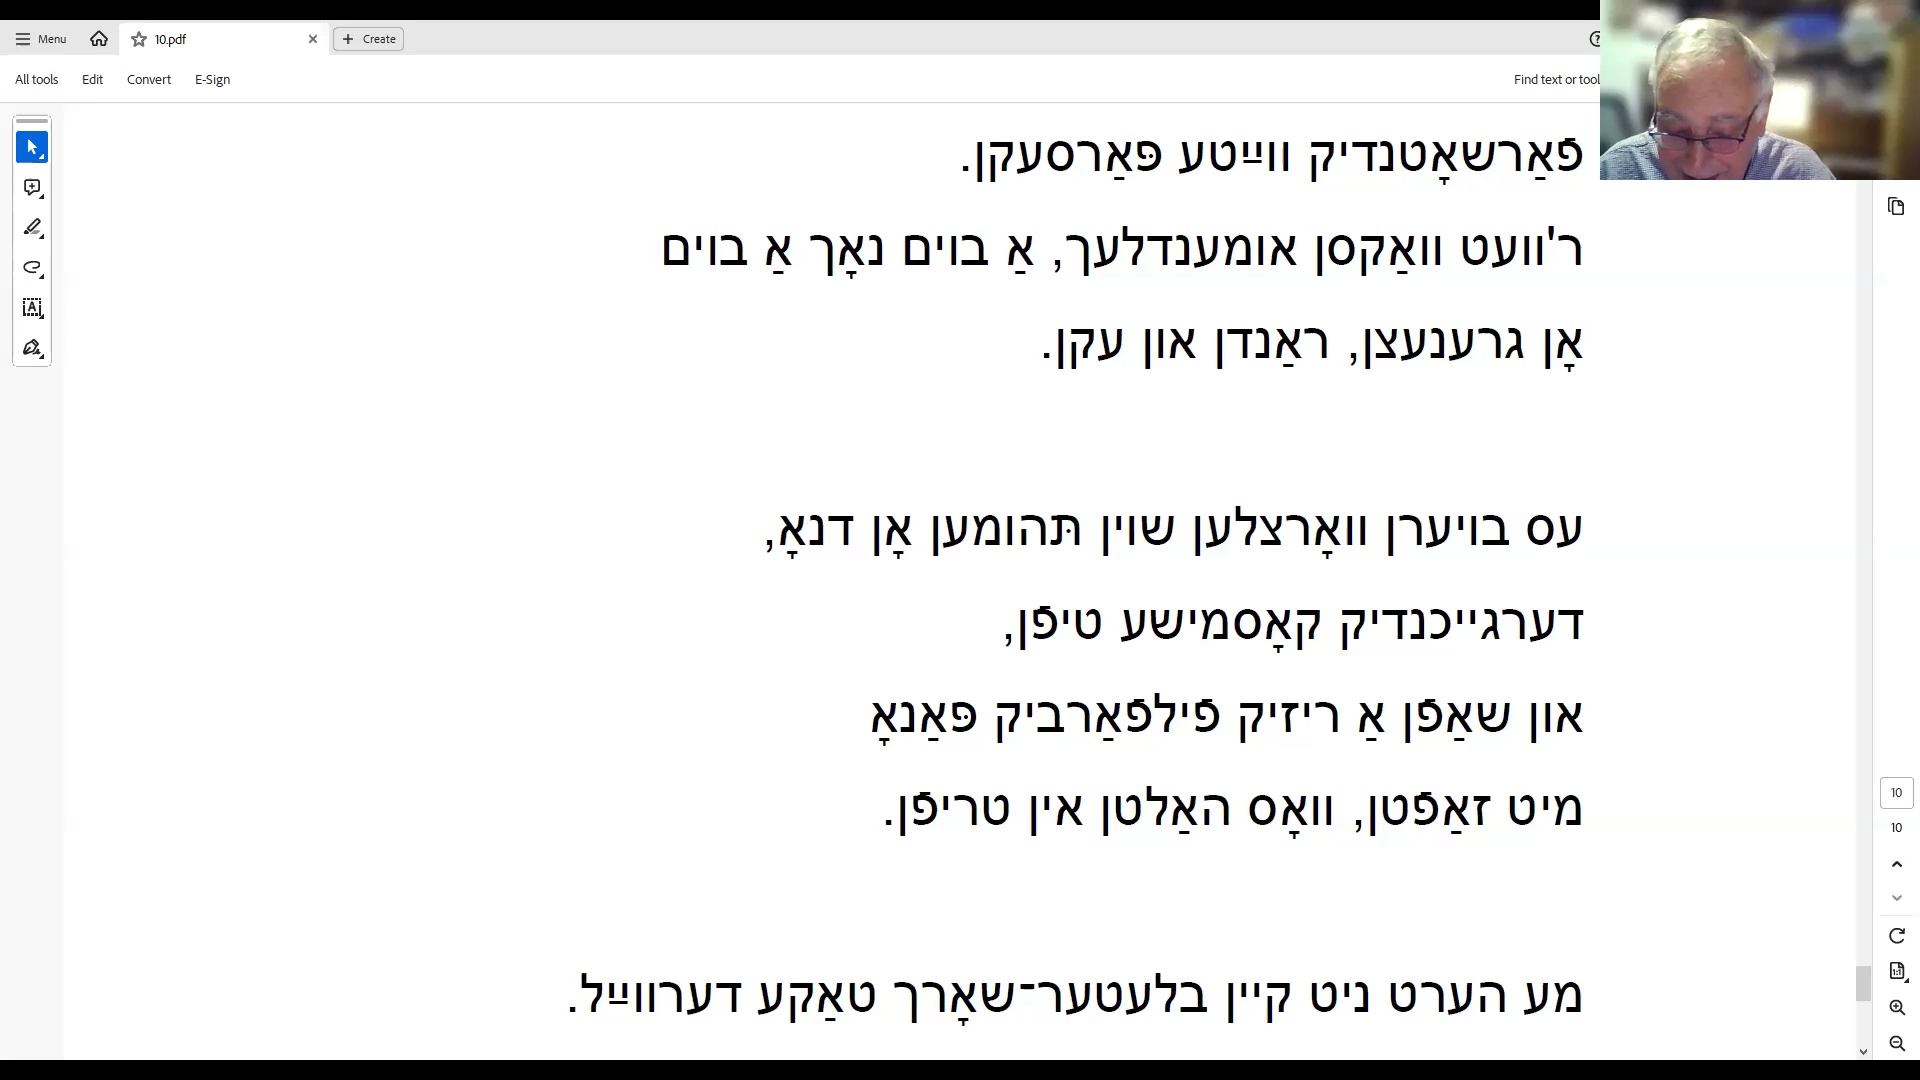 Menu
10.pdf
Create
All tools
Edit
Convert
E-Sign
Find text or tool
פֿאַרשאָטנדיק ווײַטע פּאַרסעקן.
ר'וועט וואַקסן אומענדלעך, אַ בוים נאָך אַ בוים
אָן גרענעצן, ראַנדן און עקן.
עס בויערן וואָרצלען שוין תּהומען אָן דנאָ,
דערגייכנדיק קאָסמישע טיפֿן,
און שאַפֿן אַ ריזיק פֿילפֿאַרביק פּאַנאָ
מיט זאַפֿטן, וואָס האַלטן אין טריפֿן.
מע הערט ניט קיין בלעטער־שאָרך טאַקע דערווײַל.
10
10